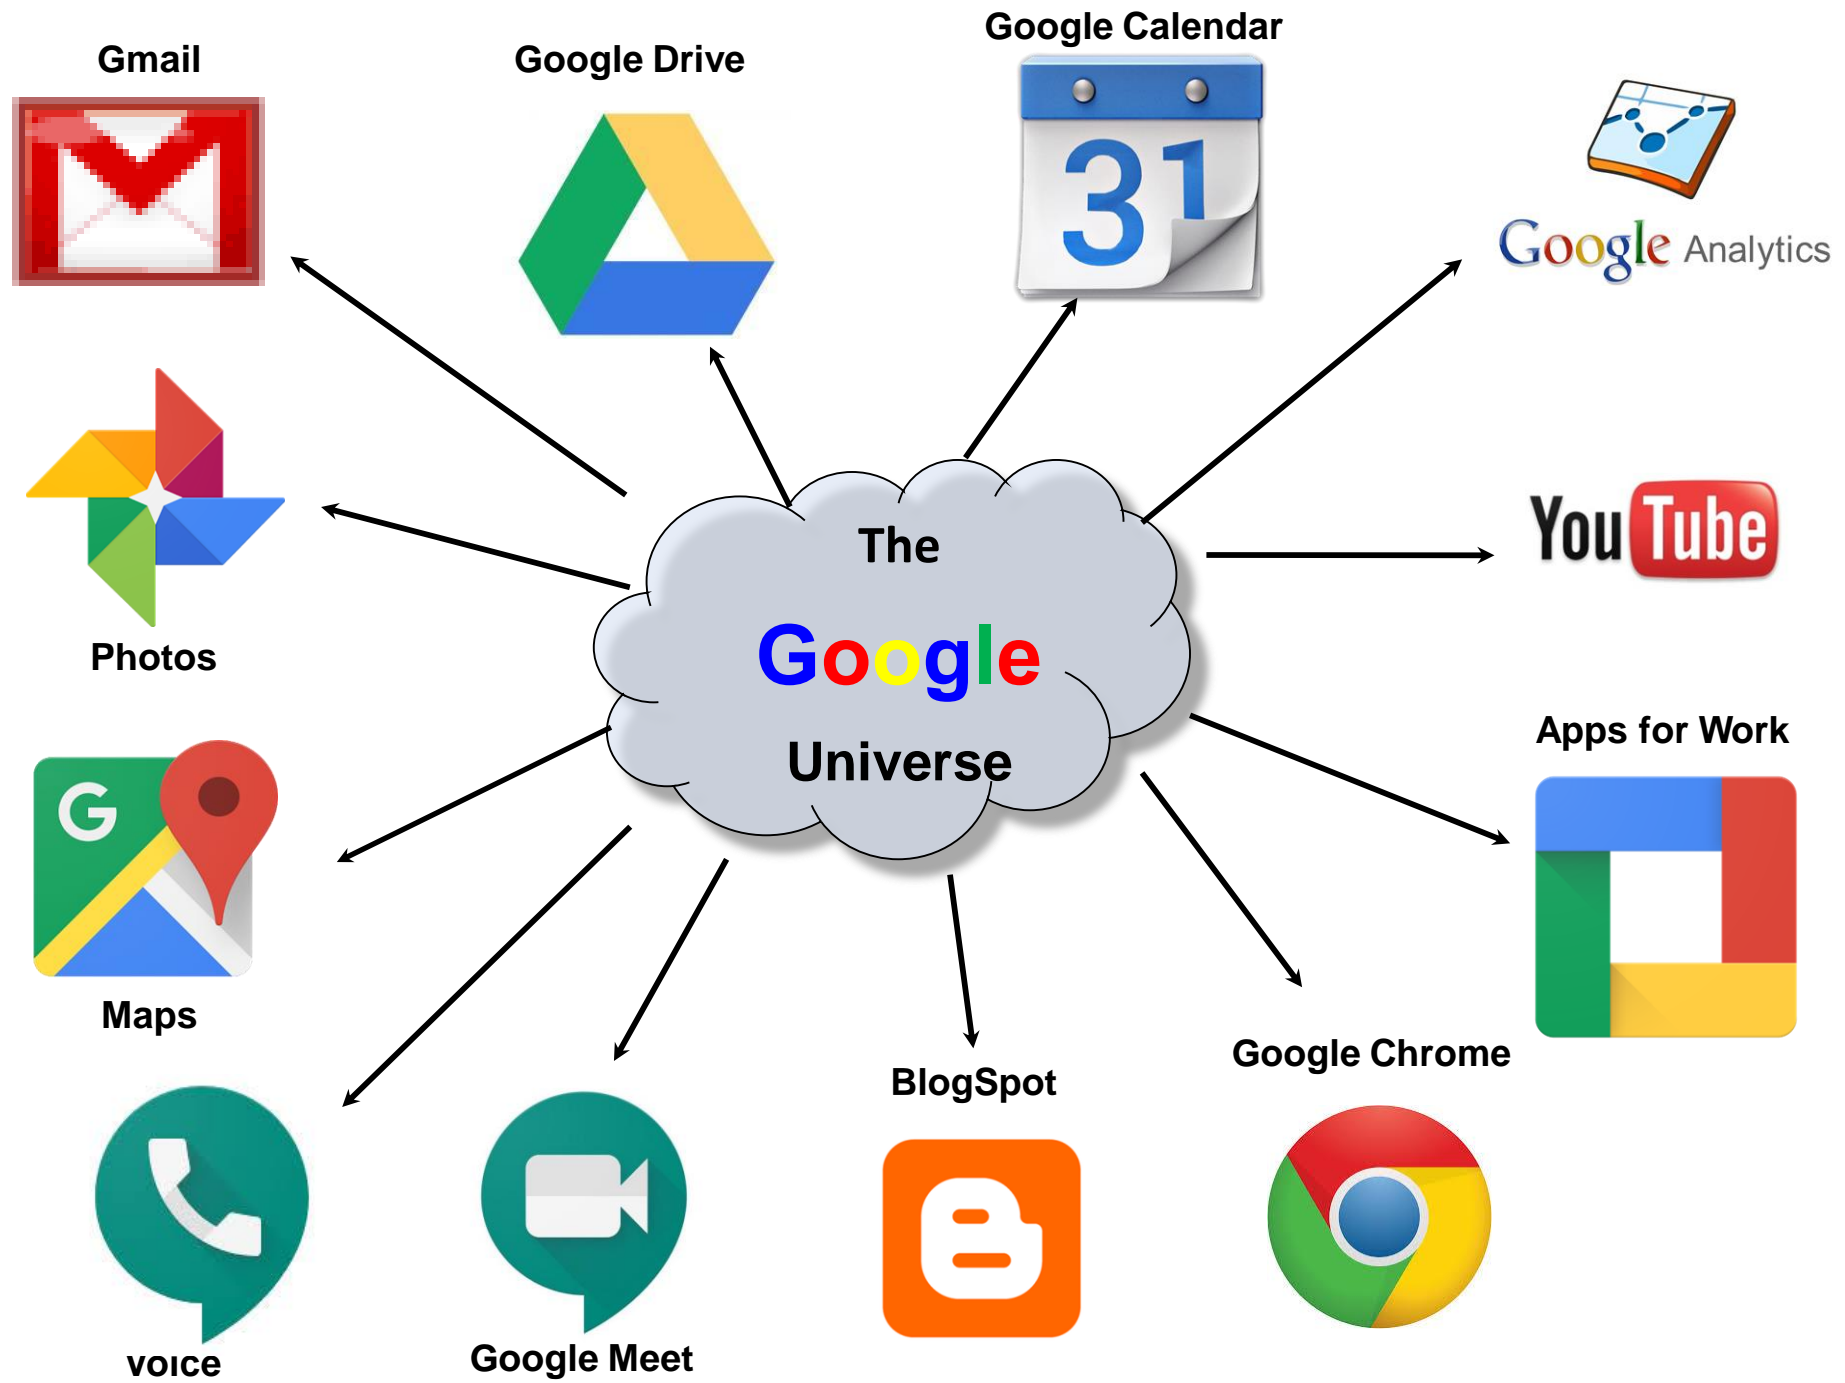 Google Calendar
Gmail
Google Drive
31
Google Analytics
The
Google
Universe
YouTube
Photos
Apps for Work
G
Maps
Google Chrome
BlogSpot
voice
Google Meet